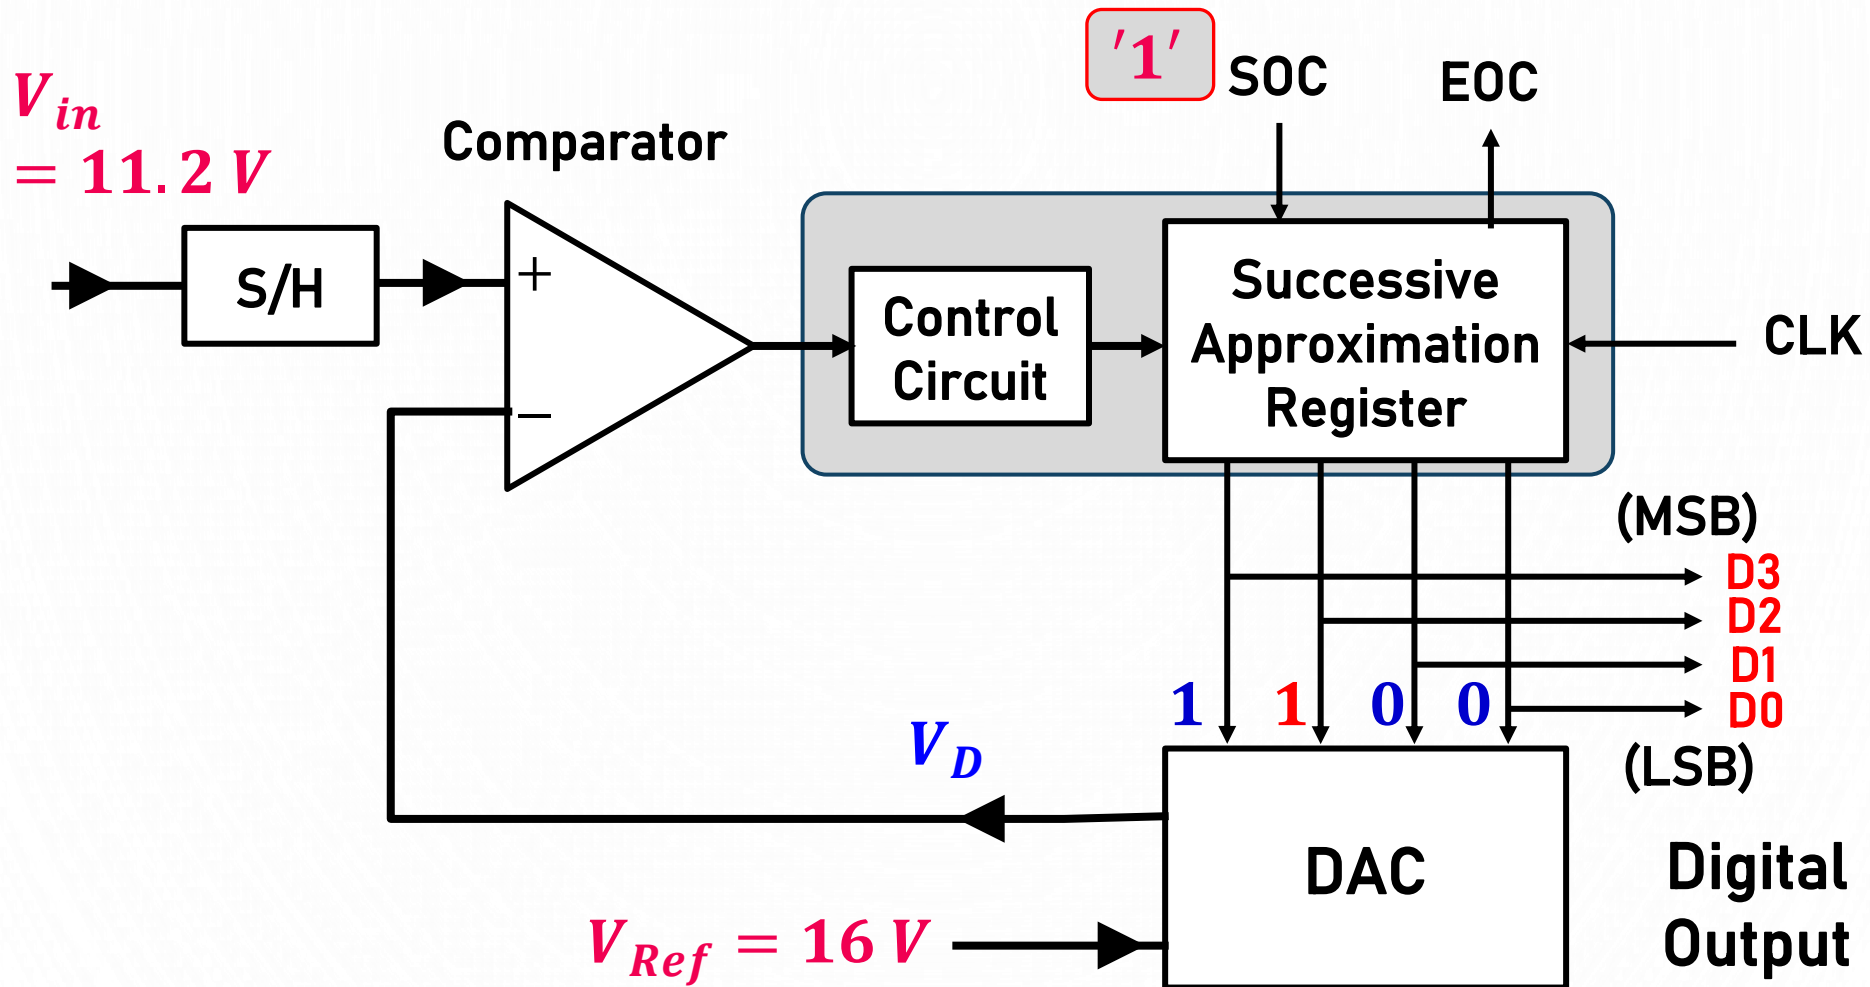 '1'
SOC
EOC
V_in
= 11.2 V
Comparator
S/H
+
−
Control
Circuit
Successive
Approximation
Register
CLK
(MSB)
D3
D2
D1
D0
(LSB)
1 1 0 0
V_D
DAC
V_Ref = 16 V
Digital
Output